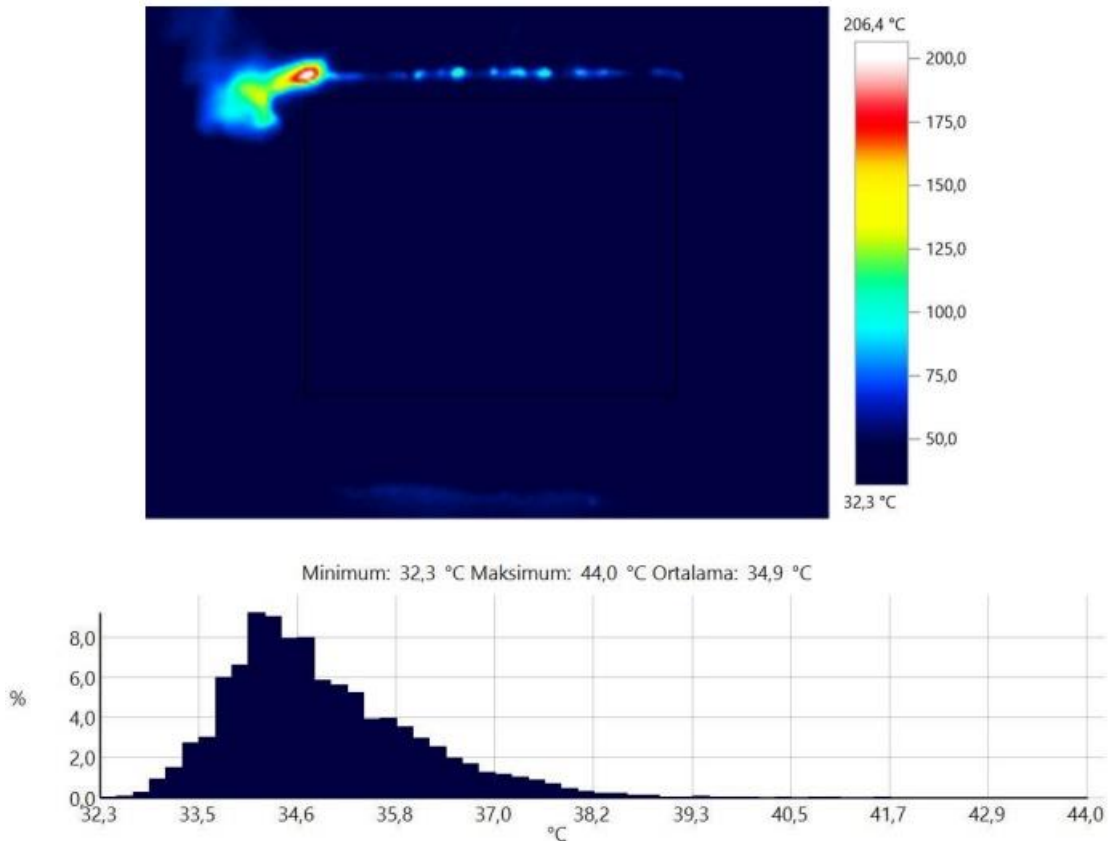 206,4 °C
200,0
175,0
150,0
125,0
100,0
75,0
50,0
32,3 °C
Minimum: 32,3 °C Maksimum: 44,0 °C Ortalama: 34,9 °C
8,0
6,0
%
4,0
2,0
0,0
32,3 33,5 34,6 35,8 37,0 38,2 39,3 40,5 41,7 42,9 44,0
°C